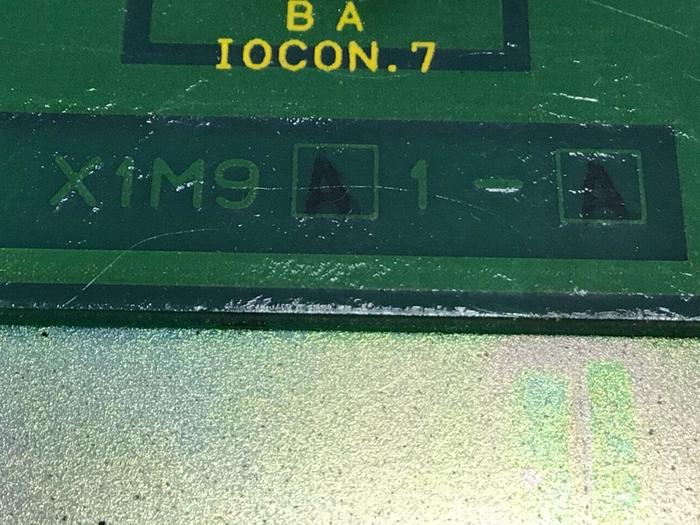 B A
IOCON.7
X1M9 A 1 - A